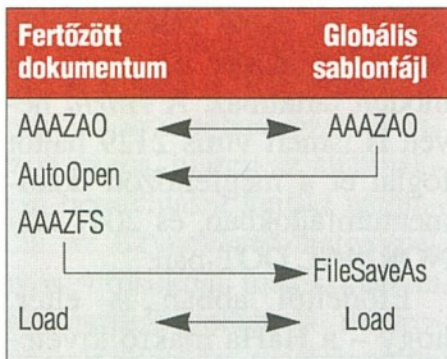 Fertőzött Globális
dokumentum sablonfájl
AAAZAO AAAZAO
AutoOpen
AAAZFS
FileSaveAs
Load Load